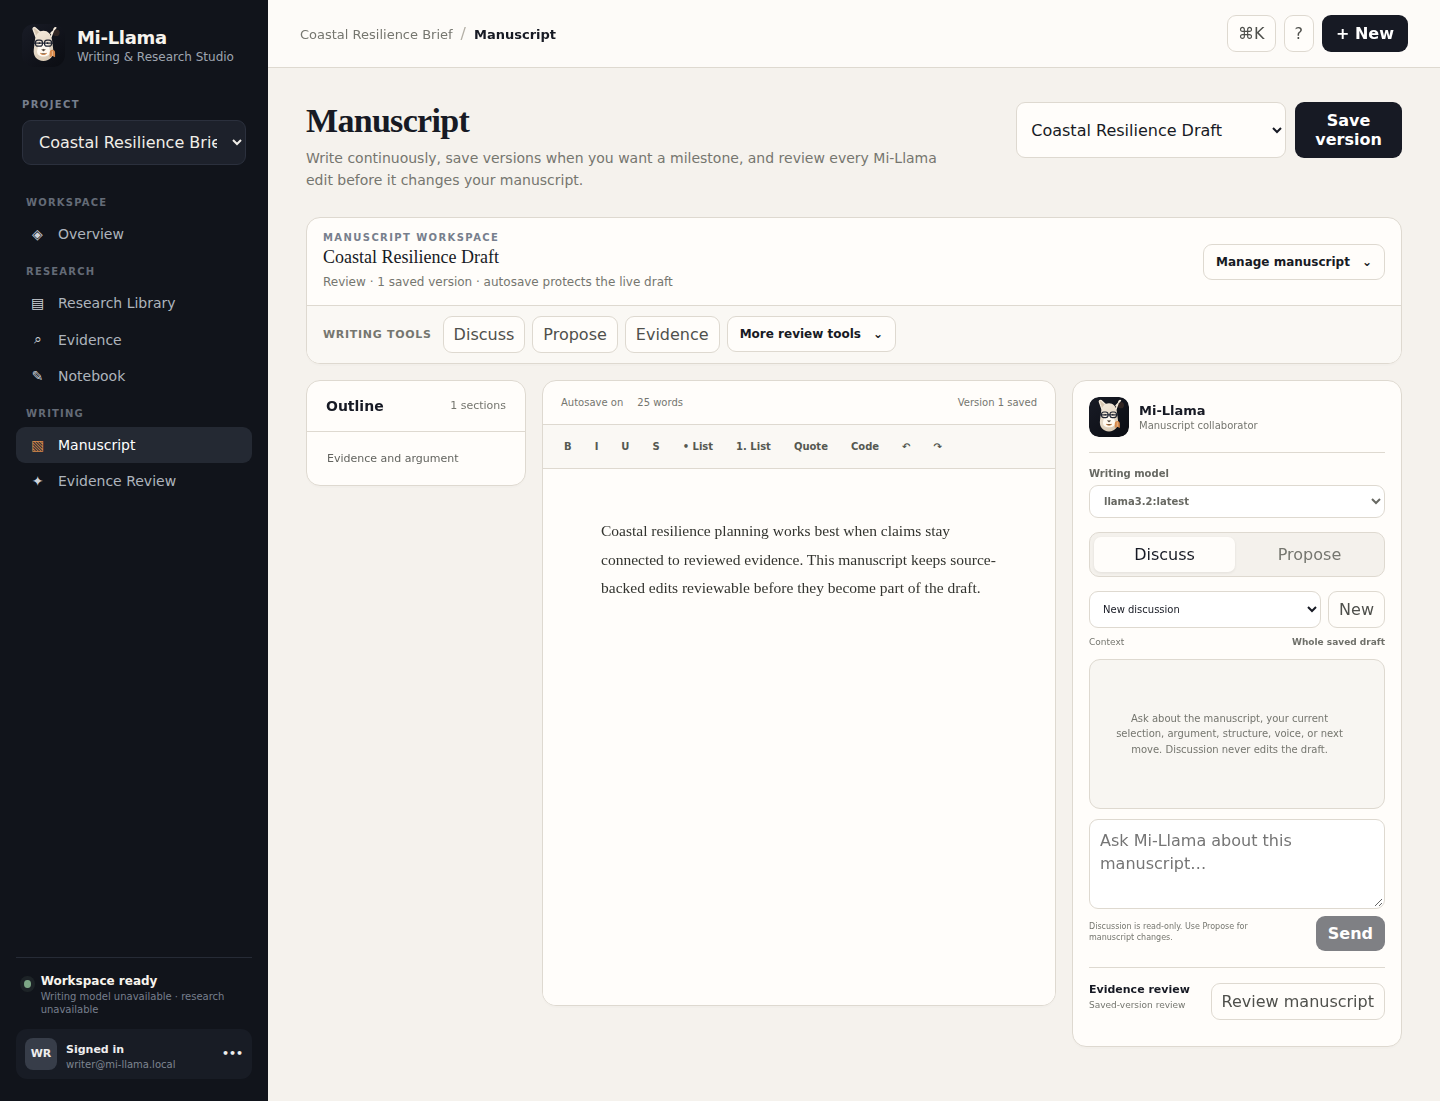 Mi-Llama
Writing & Research Studio
PROJECT
Coastal Resilience Brie
WORKSPACE
Overview
RESEARCH
Research Library
Evidence
Notebook
WRITING
Manuscript
Evidence Review
Workspace ready
Writing model unavailable · research
unavailable
WR
Signed in
writer@mi-llama.local
•••
Coastal Resilience Brief / Manuscript
⌘K
?
+ New
Manuscript
Write continuously, save versions when you want a milestone, and review every Mi-Llama
edit before it changes your manuscript.
Coastal Resilience Draft
Save
version
MANUSCRIPT WORKSPACE
Coastal Resilience Draft
Review · 1 saved version · autosave protects the live draft
Manage manuscript
WRITING TOOLS
Discuss
Propose
Evidence
More review tools
Outline
1 sections
Evidence and argument
Autosave on
25 words
Version 1 saved
B I U S • List 1. List Quote Code ↶ ↷
Coastal resilience planning works best when claims stay
connected to reviewed evidence. This manuscript keeps source-
backed edits reviewable before they become part of the draft.
Mi-Llama
Manuscript collaborator
Writing model
llama3.2:latest
Discuss
Propose
New discussion
New
Context
Whole saved draft
Ask about the manuscript, your current
selection, argument, structure, voice, or next
move. Discussion never edits the draft.
Ask Mi-Llama about this
manuscript...
Discussion is read-only. Use Propose for
manuscript changes.
Send
Evidence review
Saved-version review
Review manuscript